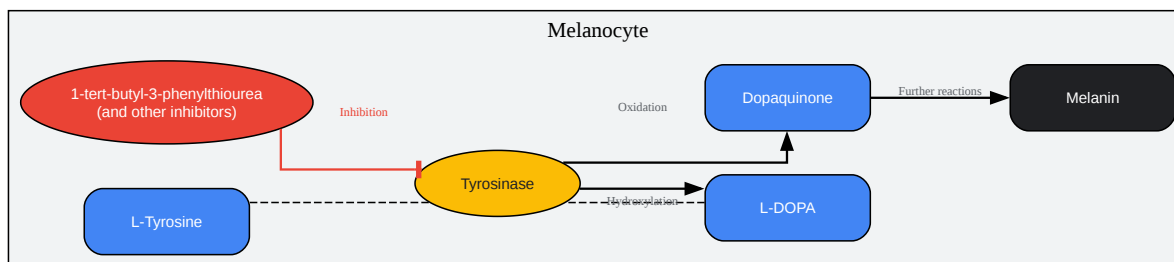 Melanocyte
1-tert-butyl-3-phenylthiourea
(and other inhibitors)
Inhibition
Oxidation
Dopaquinone
Further reactions
Melanin
Tyrosinase
L-Tyrosine
Hydroxylation
L-DOPA